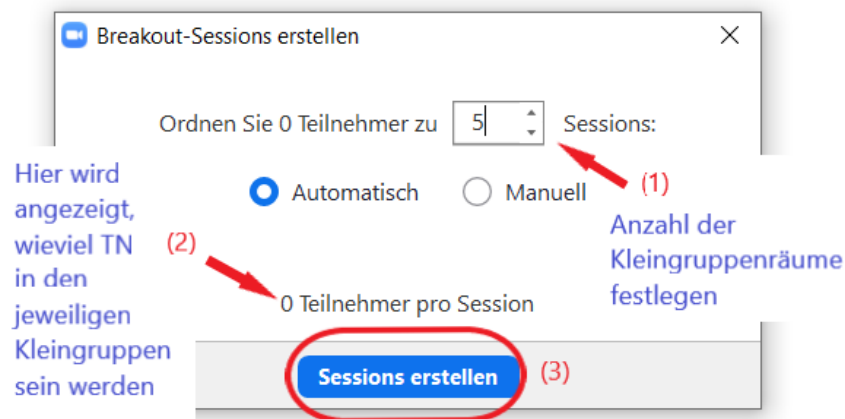 Breakout-Sessions erstellen
Ordnen Sie 0 Teilnehmer zu 5 Sessions:
Automatisch Manuell
(1)
Anzahl der
Kleingruppenräume
festlegen
Hier wird
angezeigt,
wieviel TN
in den
jeweiligen
Kleingruppen
sein werden
(2)
0 Teilnehmer pro Session
Sessions erstellen
(3)